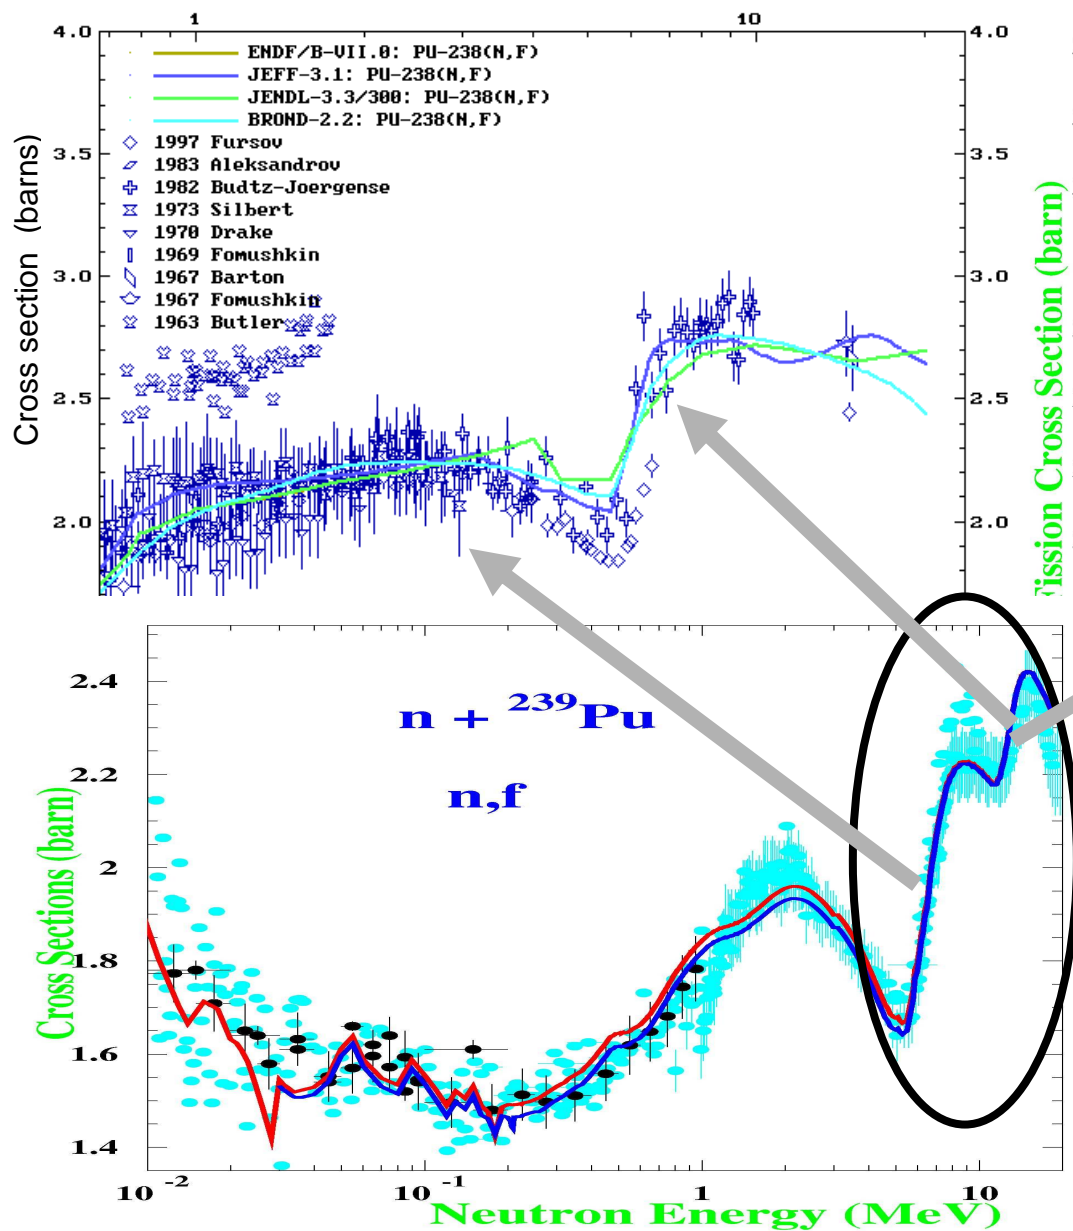 1 10
4.0 4.0
ENDF/B-VII.0: PU-238(N,F)
JEFF-3.1: PU-238(N,F)
JENDL-3.3/300: PU-238(N,F)
BROND-2.2: PU-238(N,F)
1997 Fursov
1983 Aleksandrov
1982 Budtz-Joergense
1973 Silbert
1970 Drake
1969 Fomushkin
1967 Barton
1967 Fomushkin
1963 Butler
3.5 3.5
3.0 3.0
2.5 2.5
2.0 2.0
Cross section (barns)
Fission Cross Section (barn)
n + ²³⁹Pu
n,f
2.4
2.2
2
1.8
1.6
1.4
Cross Sections (barn)
10⁻² 10⁻¹ 1 10
Neutron Energy (MeV)